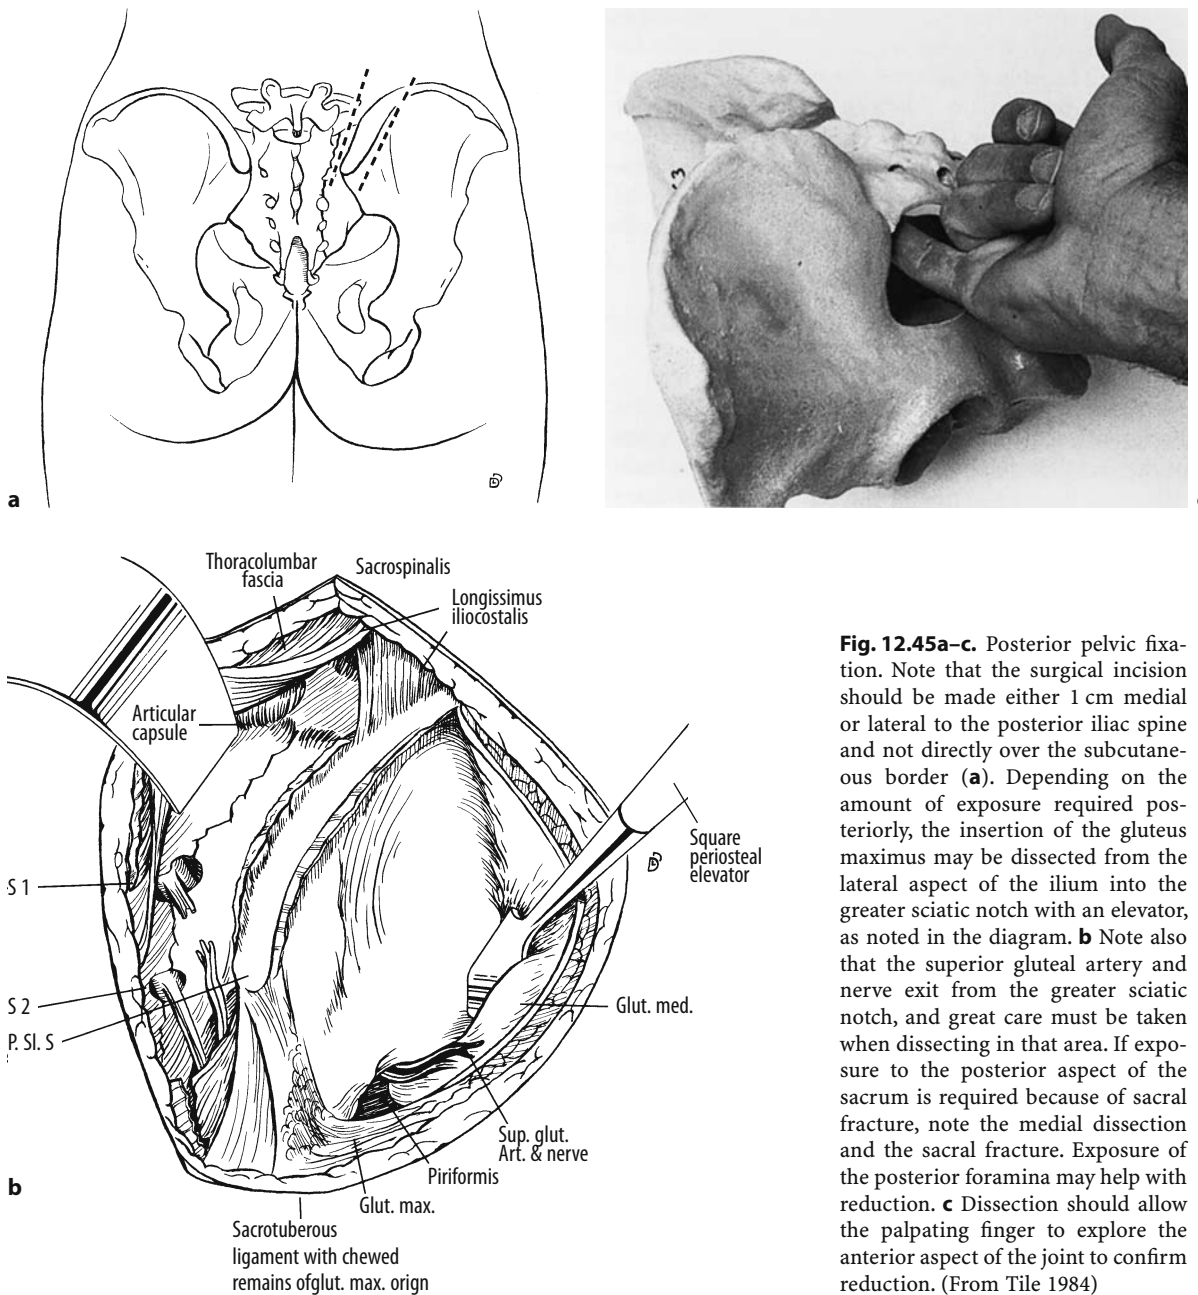 a
Thoracolumbar
fascia
Sacrospinalis
Longissimus
iliocostalis
Articular
capsule
S 1
S 2
P. SI. S
Square
periosteal
elevator
Glut. med.
Sup. glut.
Art. & nerve
Piriformis
Glut. max.
Sacrotuberous
ligament with chewed
remains ofglut. max. orign
b
Fig. 12.45a–c. Posterior pelvic fixa-
tion. Note that the surgical incision
should be made either 1 cm medial
or lateral to the posterior iliac spine
and not directly over the subcutane-
ous border (a). Depending on the
amount of exposure required pos-
teriorly, the insertion of the gluteus
maximus may be dissected from the
lateral aspect of the ilium into the
greater sciatic notch with an elevator,
as noted in the diagram. b Note also
that the superior gluteal artery and
nerve exit from the greater sciatic
notch, and great care must be taken
when dissecting in that area. If expo-
sure to the posterior aspect of the
sacrum is required because of sacral
fracture, note the medial dissection
and the sacral fracture. Exposure of
the posterior foramina may help with
reduction. c Dissection should allow
the palpating finger to explore the
anterior aspect of the joint to confirm
reduction. (From Tile 1984)